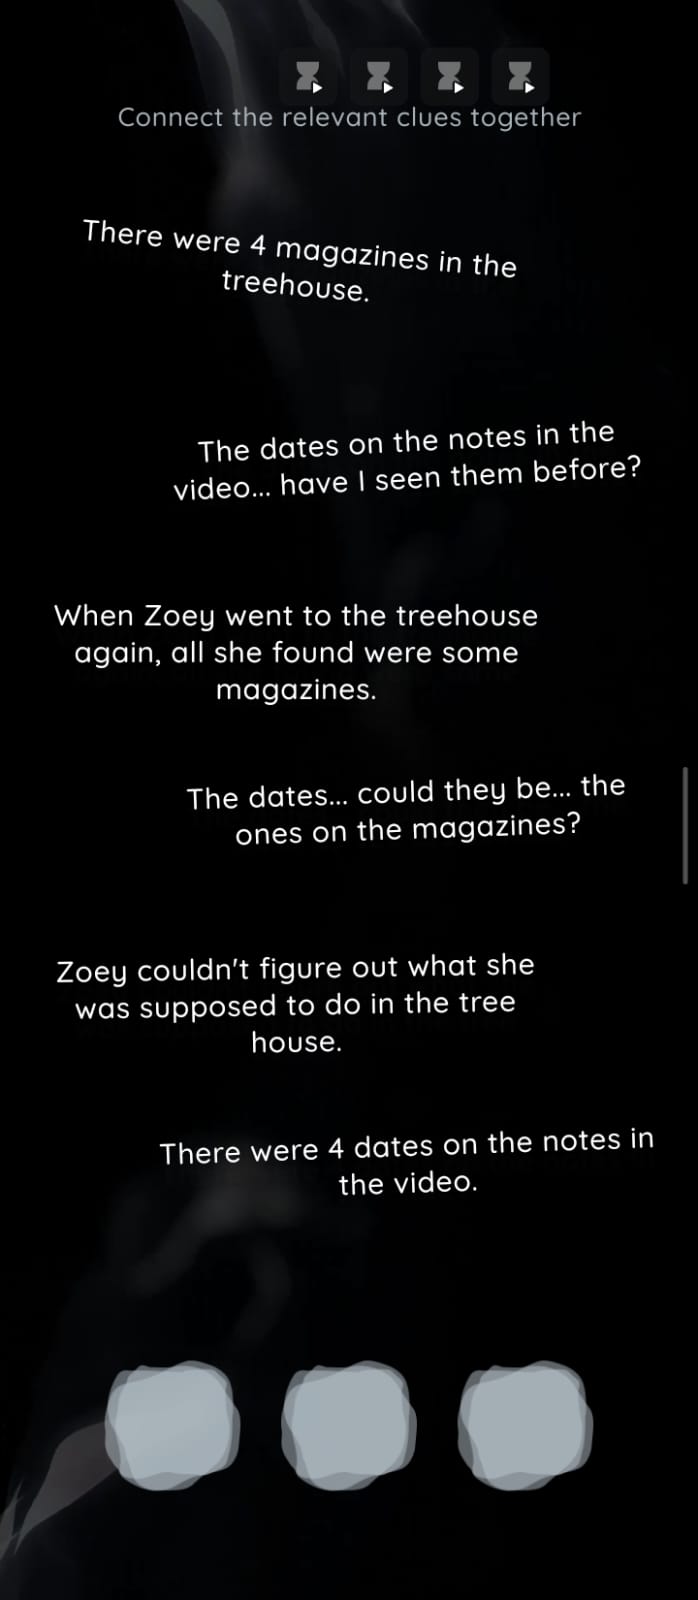 Connect the relevant clues together
There were 4 magazines in the
treehouse.
The dates on the notes in the
video... have I seen them before?
When Zoey went to the treehouse
again, all she found were some
magazines.
The dates... could they be... the
ones on the magazines?
Zoey couldn't figure out what she
was supposed to do in the tree
house.
There were 4 dates on the notes in
the video.